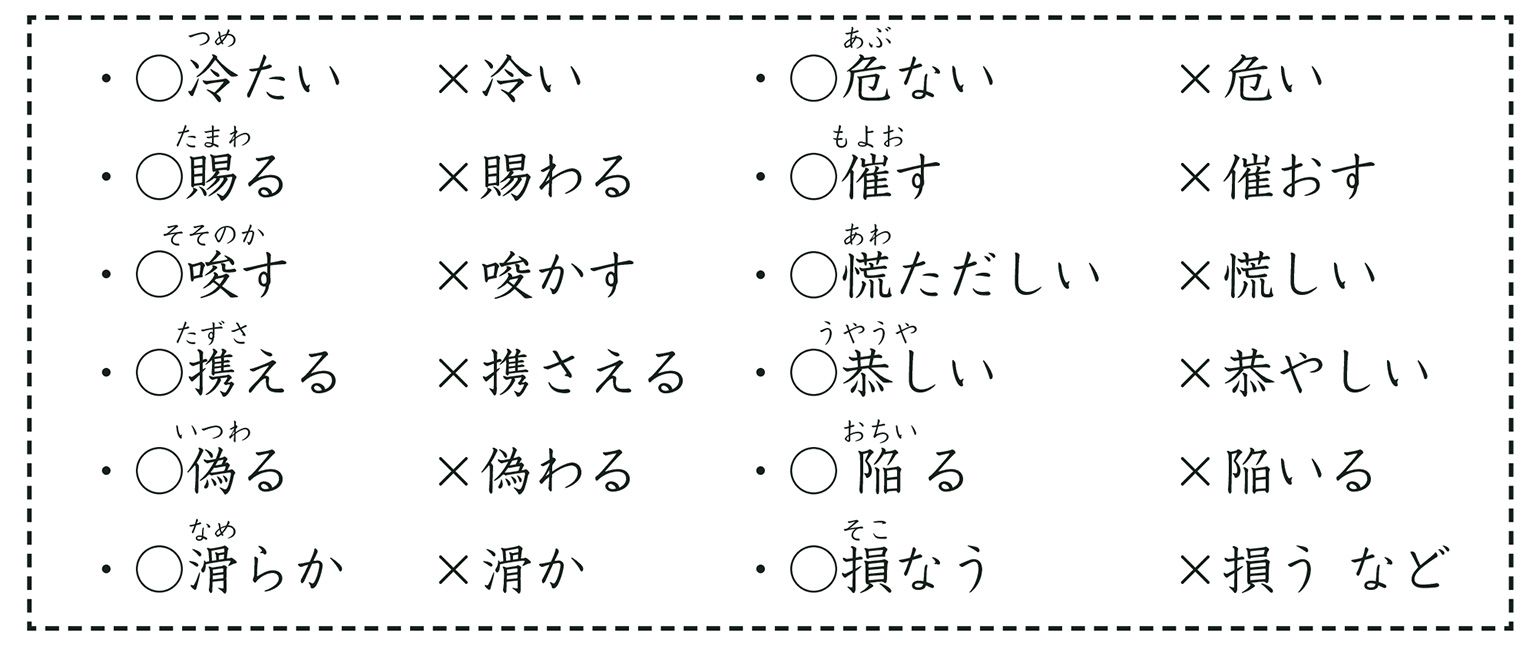 つめ あぶ
・○冷たい ×冷い ・○危ない ×危い
たまわ もよお
・○賜る ×賜わる ・○催す ×催おす
そそのか あわ
・○唆す ×唆かす ・○慌ただしい ×慌しい
たずさ うやうや
・○携える ×携さえる ・○恭しい ×恭やしい
いつわ おちい
・○偽る ×偽わる ・○陥る ×陥いる
なめ そこ
・○滑らか ×滑か ・○損なう ×損う など